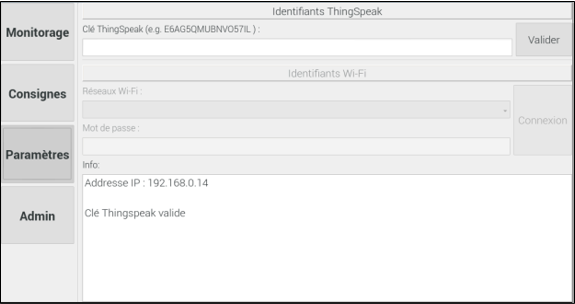 Identifiants ThingSpeak
Monitorage
Clé ThingSpeak (e.g. E6AG5QMUBNVO57IL ) :
Valider
Identifiants Wi-Fi
Consignes
Réseaux Wi-Fi :
Connexion
Mot de passe :
Paramètres
Info:
Addresse IP : 192.168.0.14
Clé Thingspeak valide
Admin